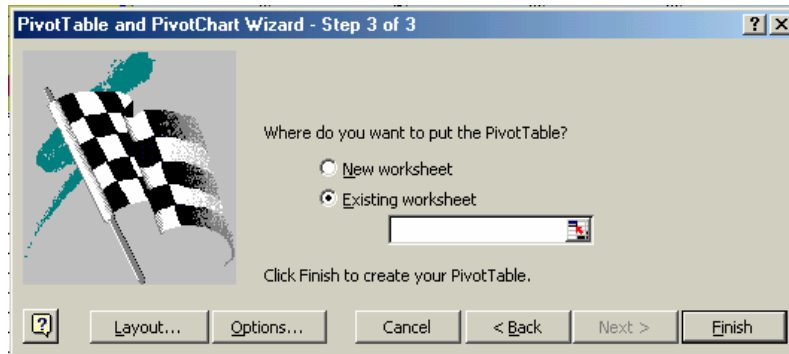 PivotTable and PivotChart Wizard - Step 3 of 3
Where do you want to put the PivotTable?
New worksheet
Existing worksheet
Click Finish to create your PivotTable.
Layout... Options... Cancel < Back Next > Finish